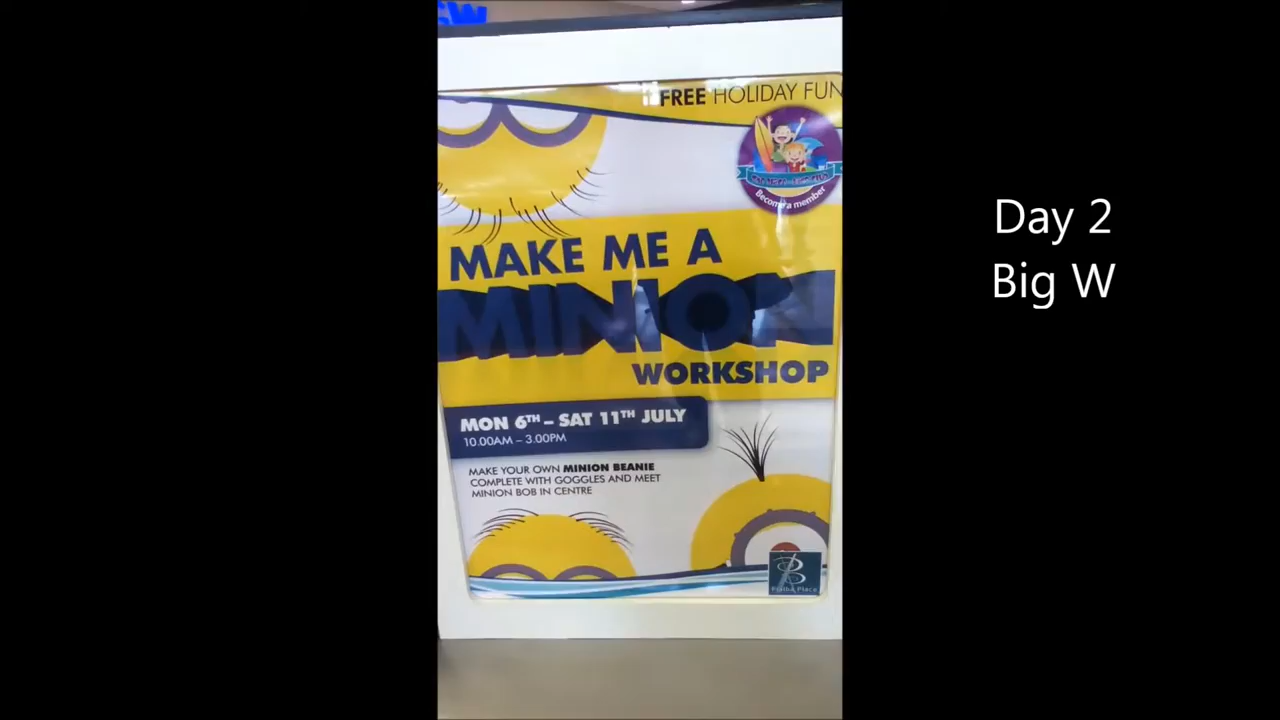 FREE HOLIDAY FUN
Become a member
MAKE ME A
MINION
WORKSHOP
MON 6TH – SAT 11TH JULY
10.00AM – 3.00PM
MAKE YOUR OWN MINION BEANIE
COMPLETE WITH GOGGLES AND MEET
MINION BOB IN CENTRE
Day 2
Big W